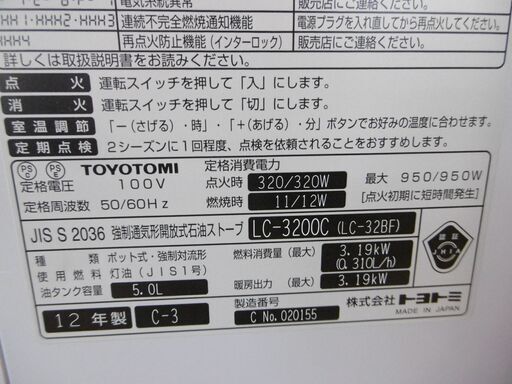 電気系統異常
販売店にご連絡ください。
HH1・HHH2・HHH3 連続不完全燃焼通知機能 電源プラグを入れ直してから再点火してく
HHH4 再点火防止機能(インターロック) 販売店にご連絡ください。
詳しくは取扱説明書をお読みください。
点火 運転スイッチを押して「入」にします。
消火 運転スイッチを押して「切」にします。
室温調節 「−(さげる)・時」・「+(あげる)・分」ボタンでお好みの温度に合わせます。
定期点検 2シーズンに1回程度、点検を依頼されることをおすすめします。
PS C PS E TOYOTOMI 定格消費電力
定格電圧 100V 点火時 320/320W 最大 950/950W
定格周波数 50/60Hz 燃焼時 11/12W [点火初期に短時間発生]
JIS S 2036 強制通気形開放式石油ストーブ LC-3200C (LC-32BF)
種類 ポット式・強制対流形 燃料消費量(最大) 3.19kW (0.310L/h)
使用燃料 灯油(JIS1号)
油タンク容量 5.0L 暖房出力(最大) 3.19kW
認証 JHIA
12年製 C-3 製造番号 C No.020155
株式会社トヨトミ
MADE IN JAPAN